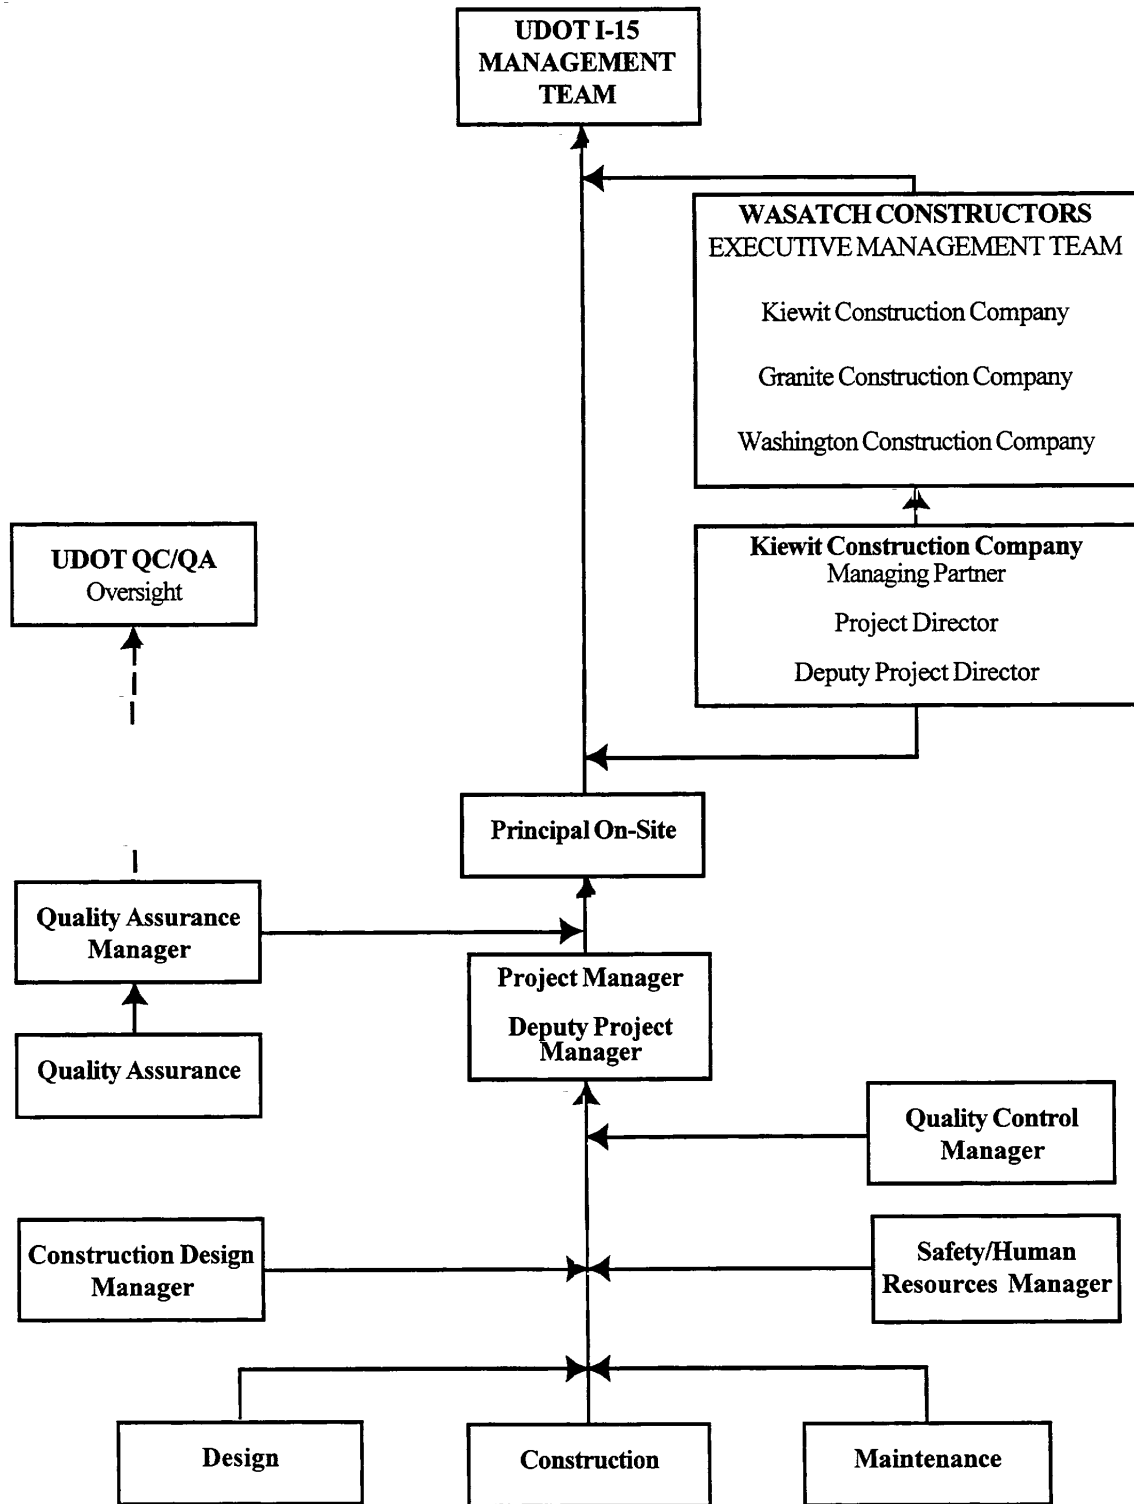 UDOT I-15
MANAGEMENT
TEAM
WASATCH CONSTRUCTORS
EXECUTIVE MANAGEMENT TEAM
Kiewit Construction Company
Granite Construction Company
Washington Construction Company
UDOT QC/QA
Oversight
Kiewit Construction Company
Managing Partner
Project Director
Deputy Project Director
Principal On-Site
Quality Assurance
Manager
Project Manager
Deputy Project
Manager
Quality Assurance
Quality Control
Manager
Construction Design
Manager
Safety/Human
Resources Manager
Design
Construction
Maintenance